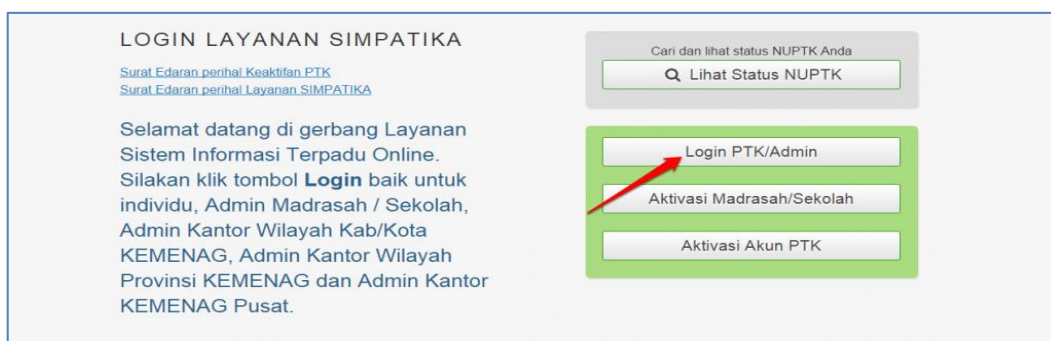 LOGIN LAYANAN SIMPATIKA
Surat Edaran perihal Keaktifan PTK
Surat Edaran perihal Layanan SIMPATIKA
Selamat datang di gerbang Layanan
Sistem Informasi Terpadu Online.
Silakan klik tombol Login baik untuk
individu, Admin Madrasah / Sekolah,
Admin Kantor Wilayah Kab/Kota
KEMENAG, Admin Kantor Wilayah
Provinsi KEMENAG dan Admin Kantor
KEMENAG Pusat.
Cari dan lihat status NUPTK Anda
Lihat Status NUPTK
Login PTK/Admin
Aktivasi Madrasah/Sekolah
Aktivasi Akun PTK